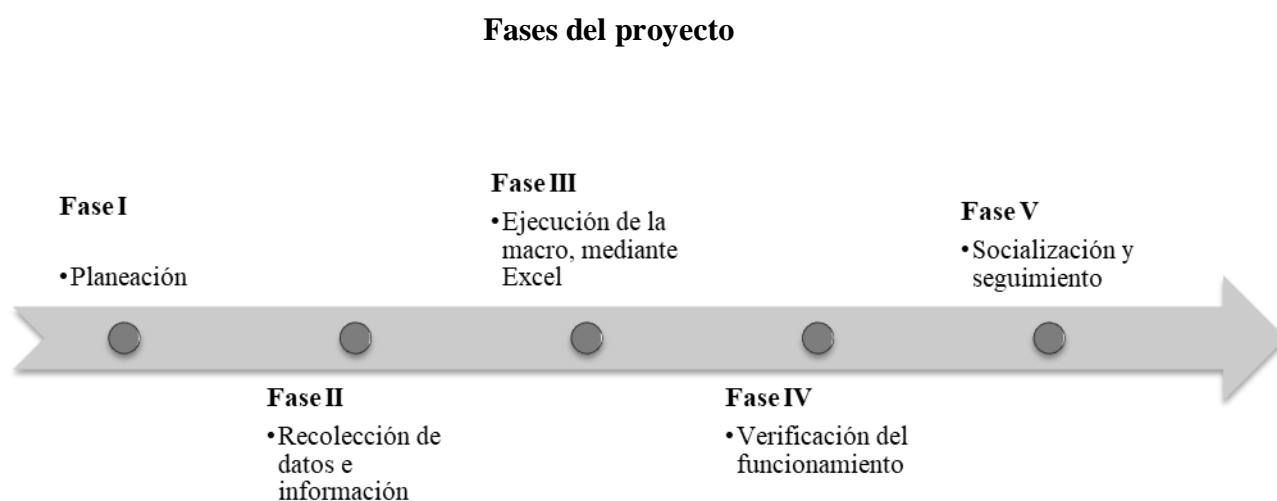 Fases del proyecto
Fase I
•Planeación
Fase II
•Recolección de
datos e
información
Fase III
•Ejecución de la
macro, mediante
Excel
Fase IV
•Verificación del
funcionamiento
Fase V
•Socialización y
seguimiento